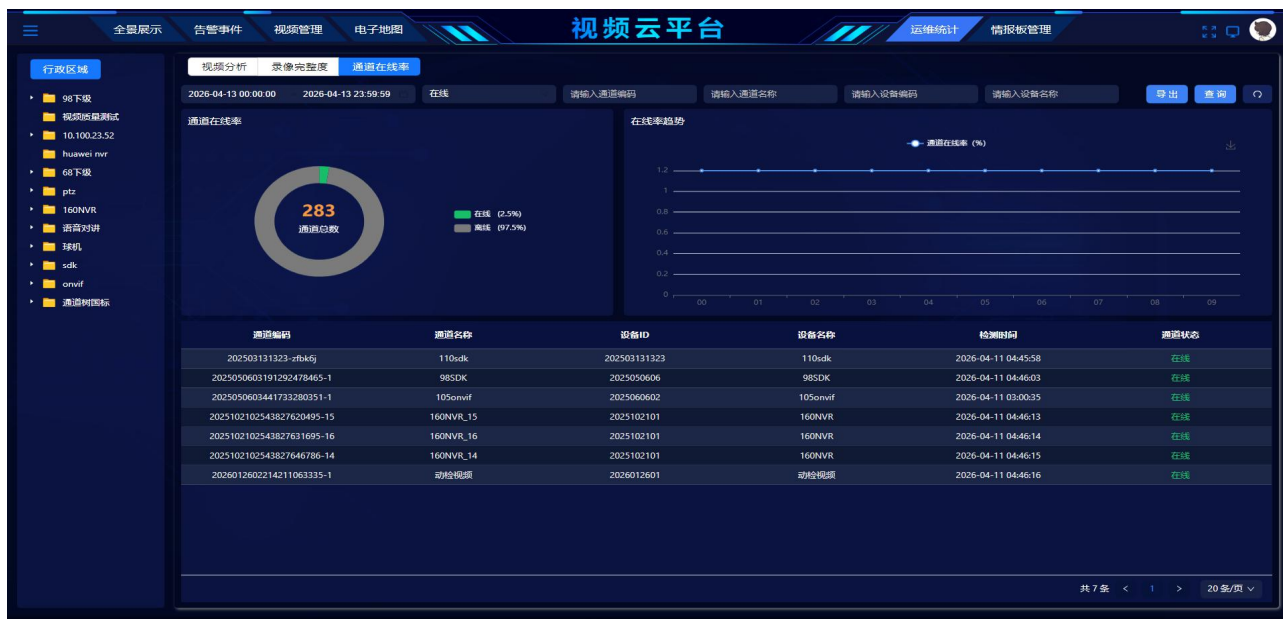 全景展示 告警事件 视频管理 电子地图 视频云平台 运维统计 情报板管理
行政区域
98下级
视频质量测试
10.100.23.52
huawei nvr
68下级
ptz
160NVR
语音对讲
球机
sdk
onvif
通道树国标
视频分析 录像完整度 通道在线率
2026-04-13 00:00:00 2026-04-13 23:59:59 在线 请输入通道编码 请输入通道名称 请输入设备编码 请输入设备名称 导出 查询
通道在线率
283
通道总数
在线 (2.5%)
离线 (97.5%)
在线率趋势
通道在线率 (%)
1.2
1
0.8
0.6
0.4
0.2
0
00 01 02 03 04 05 06 07 08 09
通道编码 通道名称 设备ID 设备名称 检测时间 通道状态
202503131323-zfbk6j 110sdk 202503131323 110sdk 2026-04-11 04:45:58 在线
2025050603191292478465-1 98SDK 2025050606 98SDK 2026-04-11 04:46:03 在线
2025050603441733280351-1 105onvif 2025060602 105onvif 2026-04-11 03:00:35 在线
2025102102543827620495-15 160NVR_15 2025102101 160NVR 2026-04-11 04:46:13 在线
2025102102543827631695-16 160NVR_16 2025102101 160NVR 2026-04-11 04:46:14 在线
2025102102543827646786-14 160NVR_14 2025102101 160NVR 2026-04-11 04:46:15 在线
2026012602214211063335-1 动检视频 2026012601 动检视频 2026-04-11 04:46:16 在线
共 7 条 < 1 > 20 条/页